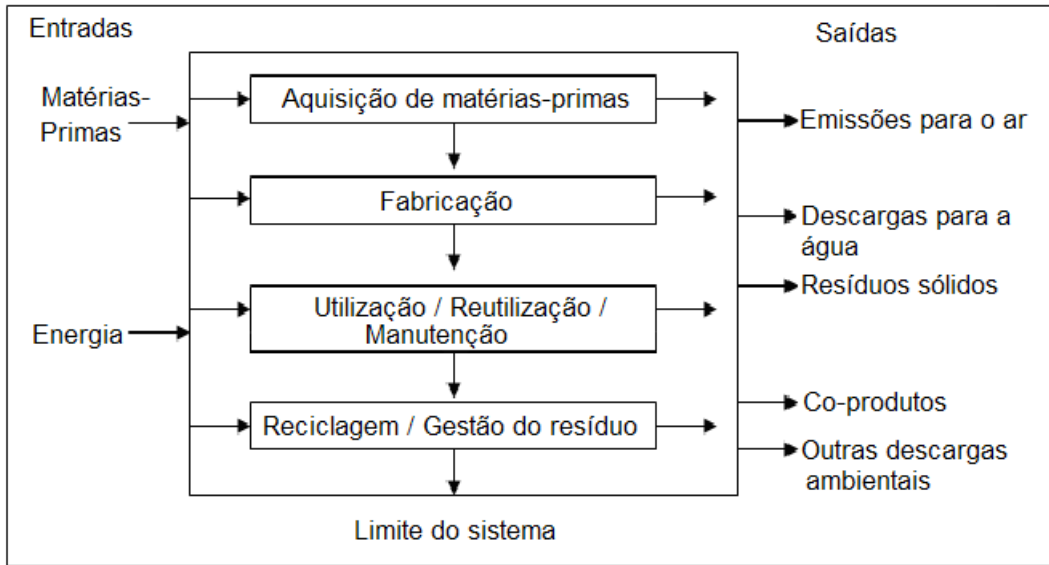 Entradas
Saídas
Matérias-
Primas
Aquisição de matérias-primas
Emissões para o ar
Fabricação
Descargas para a
água
Resíduos sólidos
Energia
Utilização / Reutilização /
Manutenção
Co-produtos
Reciclagem / Gestão do resíduo
Outras descargas
ambientais
Limite do sistema